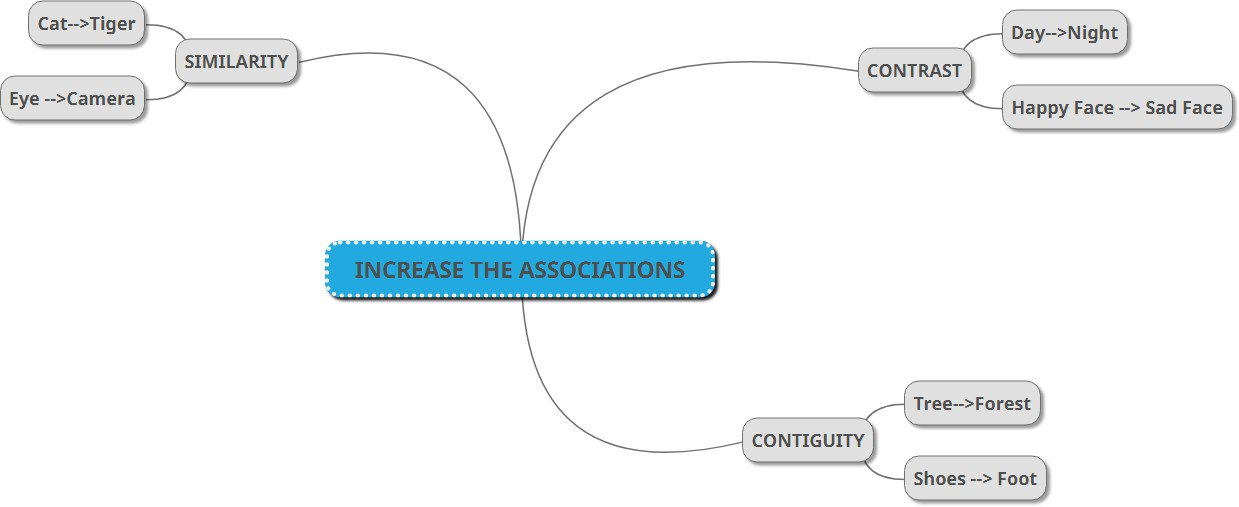 Cat-->Tiger
SIMILARITY
Eye -->Camera
Day-->Night
CONTRAST
Happy Face --> Sad Face
INCREASE THE ASSOCIATIONS
Tree-->Forest
CONTIGUITY
Shoes --> Foot